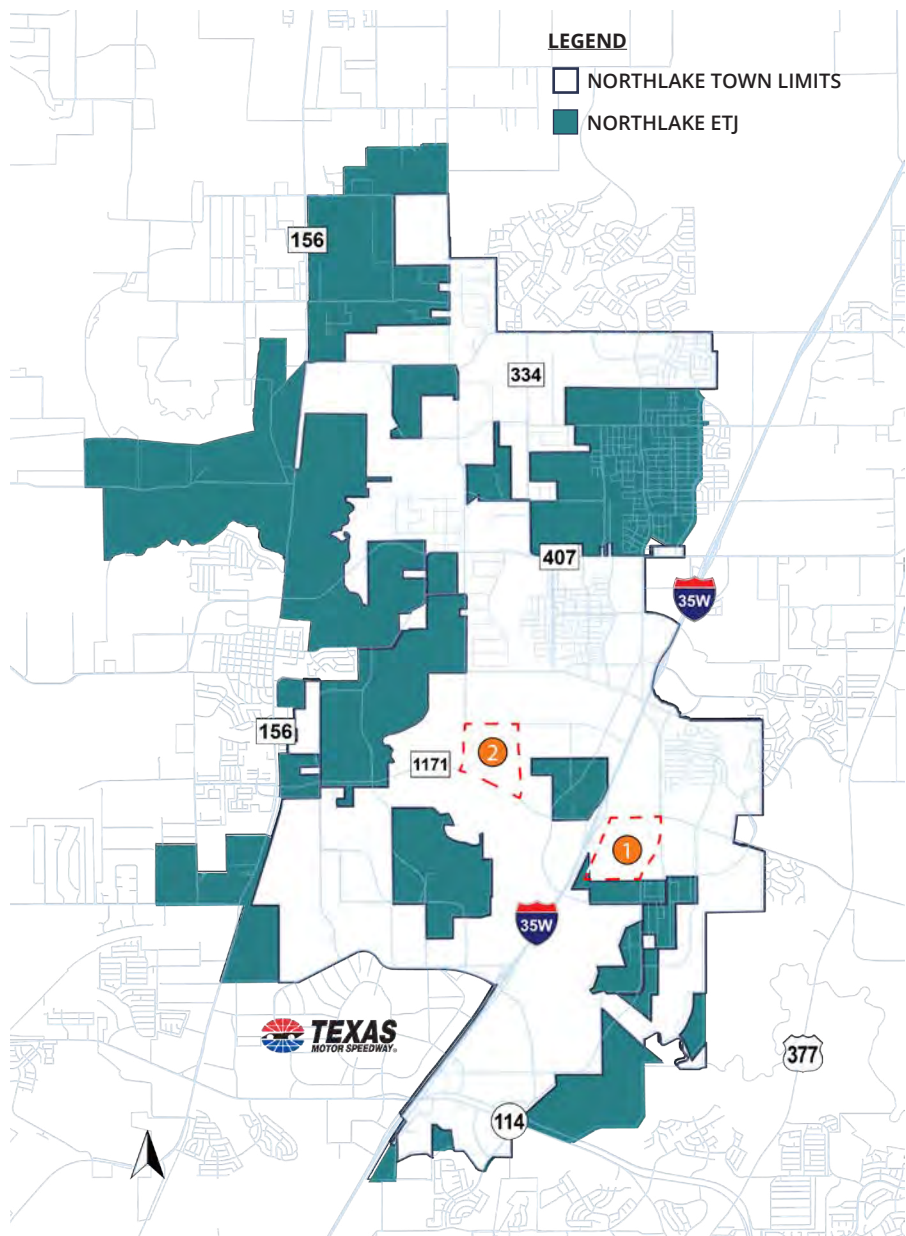 LEGEND
NORTHLAKE TOWN LIMITS
NORTHLAKE ETJ
156
334
407
35W
156
2
1171
1
35W
TEXAS
MOTOR SPEEDWAY®
377
114